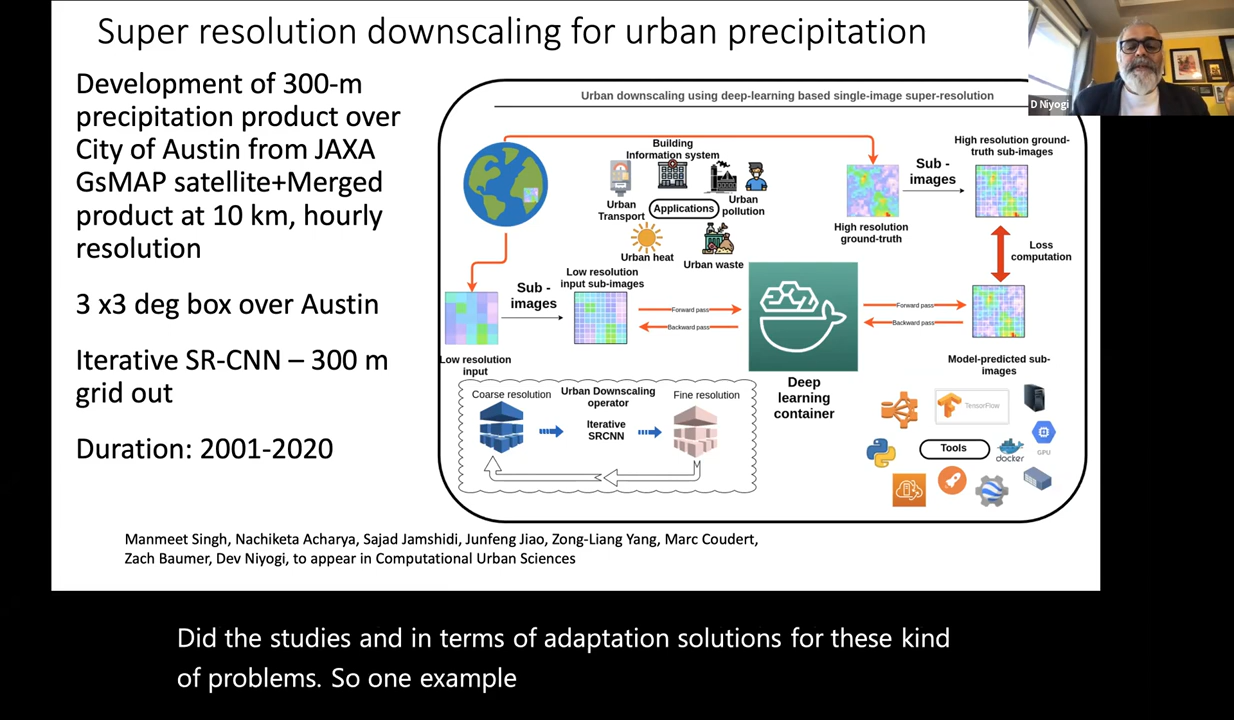 Super resolution downscaling for urban precipitation
D Niyogi
Development of 300-m
precipitation product over
City of Austin from JAXA
GsMAP satellite+Merged
product at 10 km, hourly
resolution
3 x3 deg box over Austin
Iterative SR-CNN – 300 m
grid out
Duration: 2001-2020
Urban downscaling using deep-learning based single-image super-resolution
Building
Information system
Urban
Transport
Applications
Urban
pollution
Urban heat
Urban waste
High resolution
ground-truth
Sub -
images
High resolution ground-
truth sub-images
Loss
computation
Low resolution
input
Sub -
images
Low resolution
input sub-images
Forward pass
Backward pass
Deep
learning
container
Forward pass
Backward pass
Model-predicted sub-
images
Coarse resolution
Urban Downscaling
operator
Iterative
SRCNN
Fine resolution
TensorFlow
Tools
docker
GPU
Manmeet Singh, Nachiketa Acharya, Sajad Jamshidi, Junfeng Jiao, Zong-Liang Yang, Marc Coudert,
Zach Baumer, Dev Niyogi, to appear in Computational Urban Sciences
Did the studies and in terms of adaptation solutions for these kind
of problems. So one example